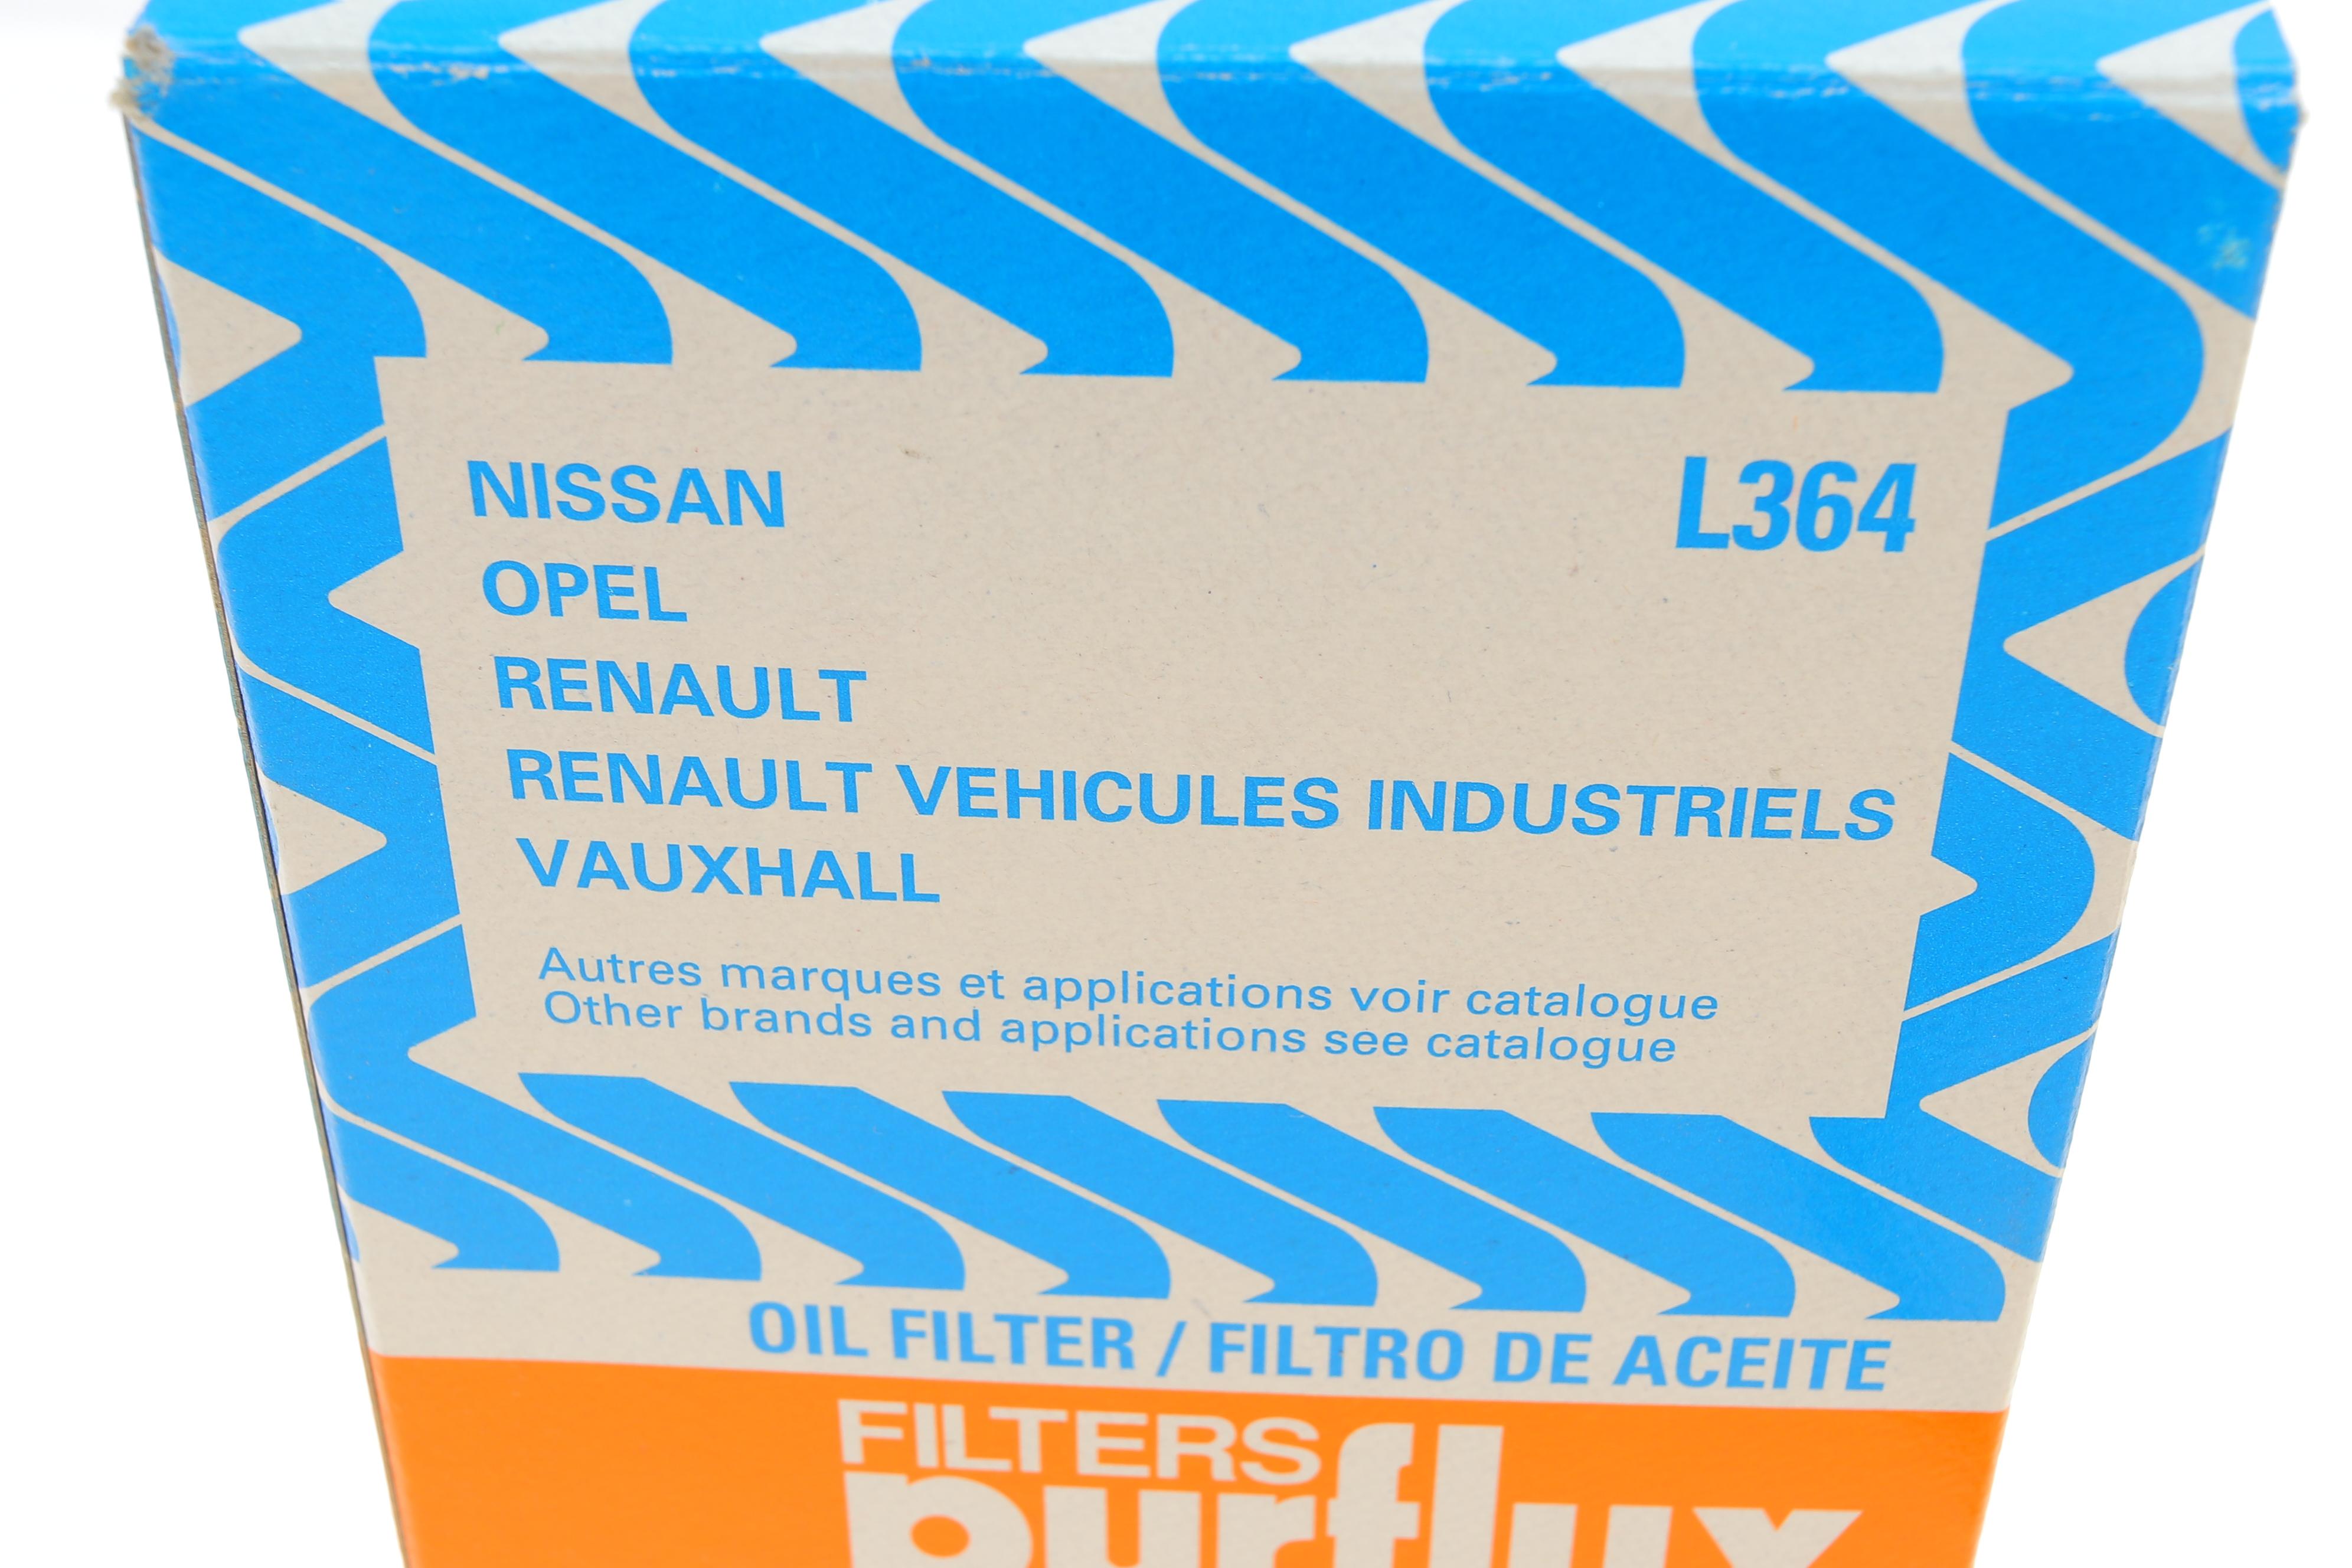 NISSAN
L364
OPEL
RENAULT
RENAULT VEHICULES INDUSTRIELS
VAUXHALL
Autres marques et applications voir catalogue
Other brands and applications see catalogue
OIL FILTER / FILTRO DE ACEITE
FILTERS
purflux